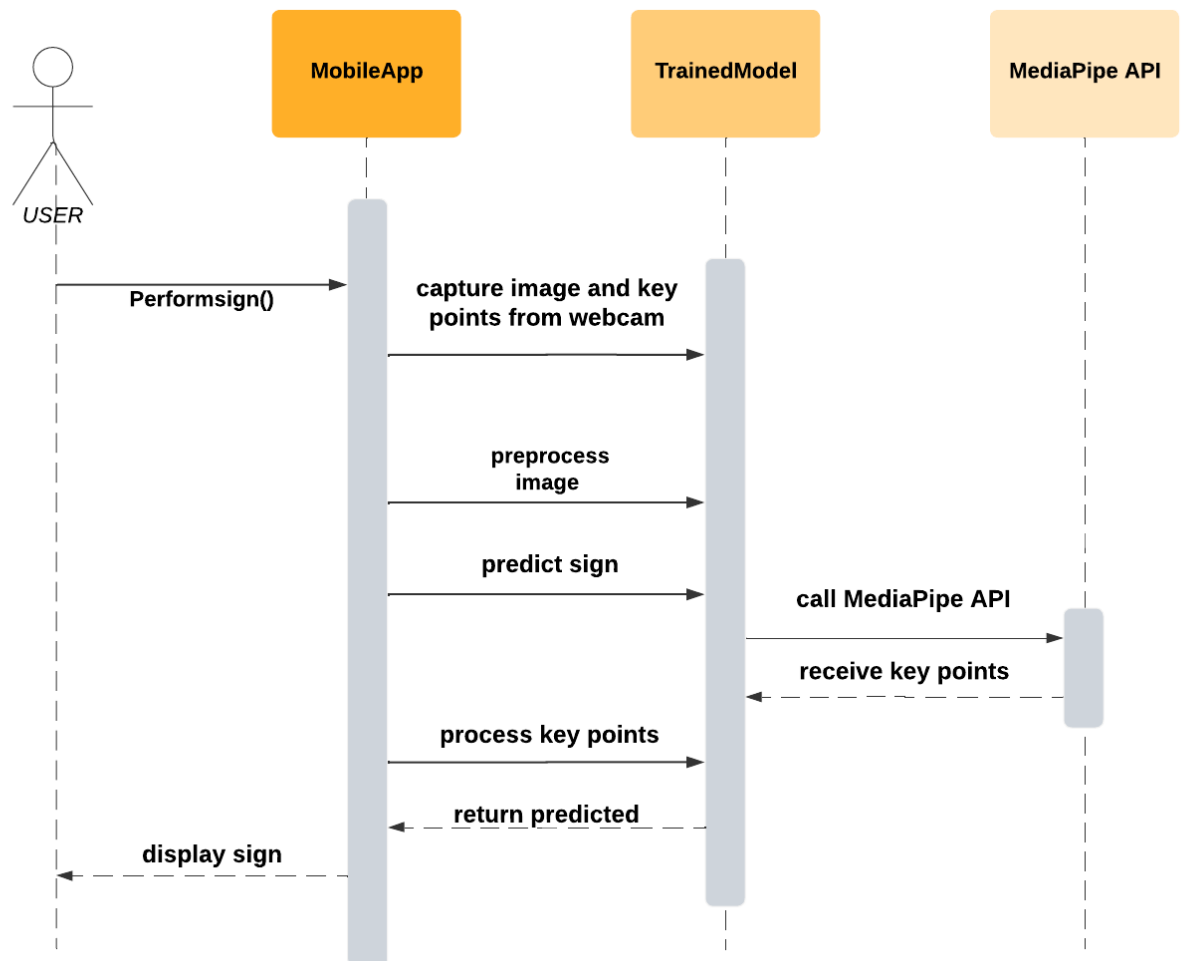 MobileApp
TrainedModel
MediaPipe API
USER
Performsign()
capture image and key
points from webcam
preprocess
image
predict sign
call MediaPipe API
receive key points
process key points
return predicted
display sign